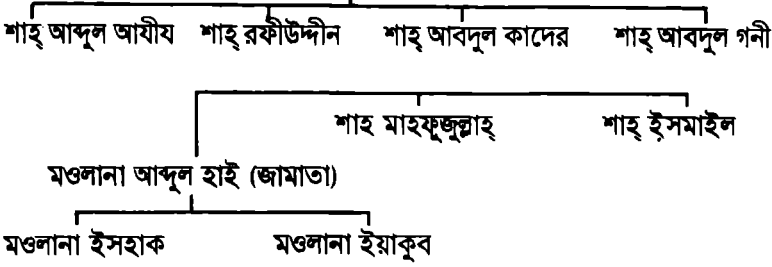 শাহ্ আব্দুল আযীয শাহ্ রফীউদ্দীন শাহ্ আবদুল কাদের শাহ্ আবদুল গনী
শাহ মাহফূজুল্লাহ্ শাহ্ ইসমাইল
মওলানা আব্দুল হাই (জামাতা)
মওলানা ইসহাক মওলানা ইয়াকুব